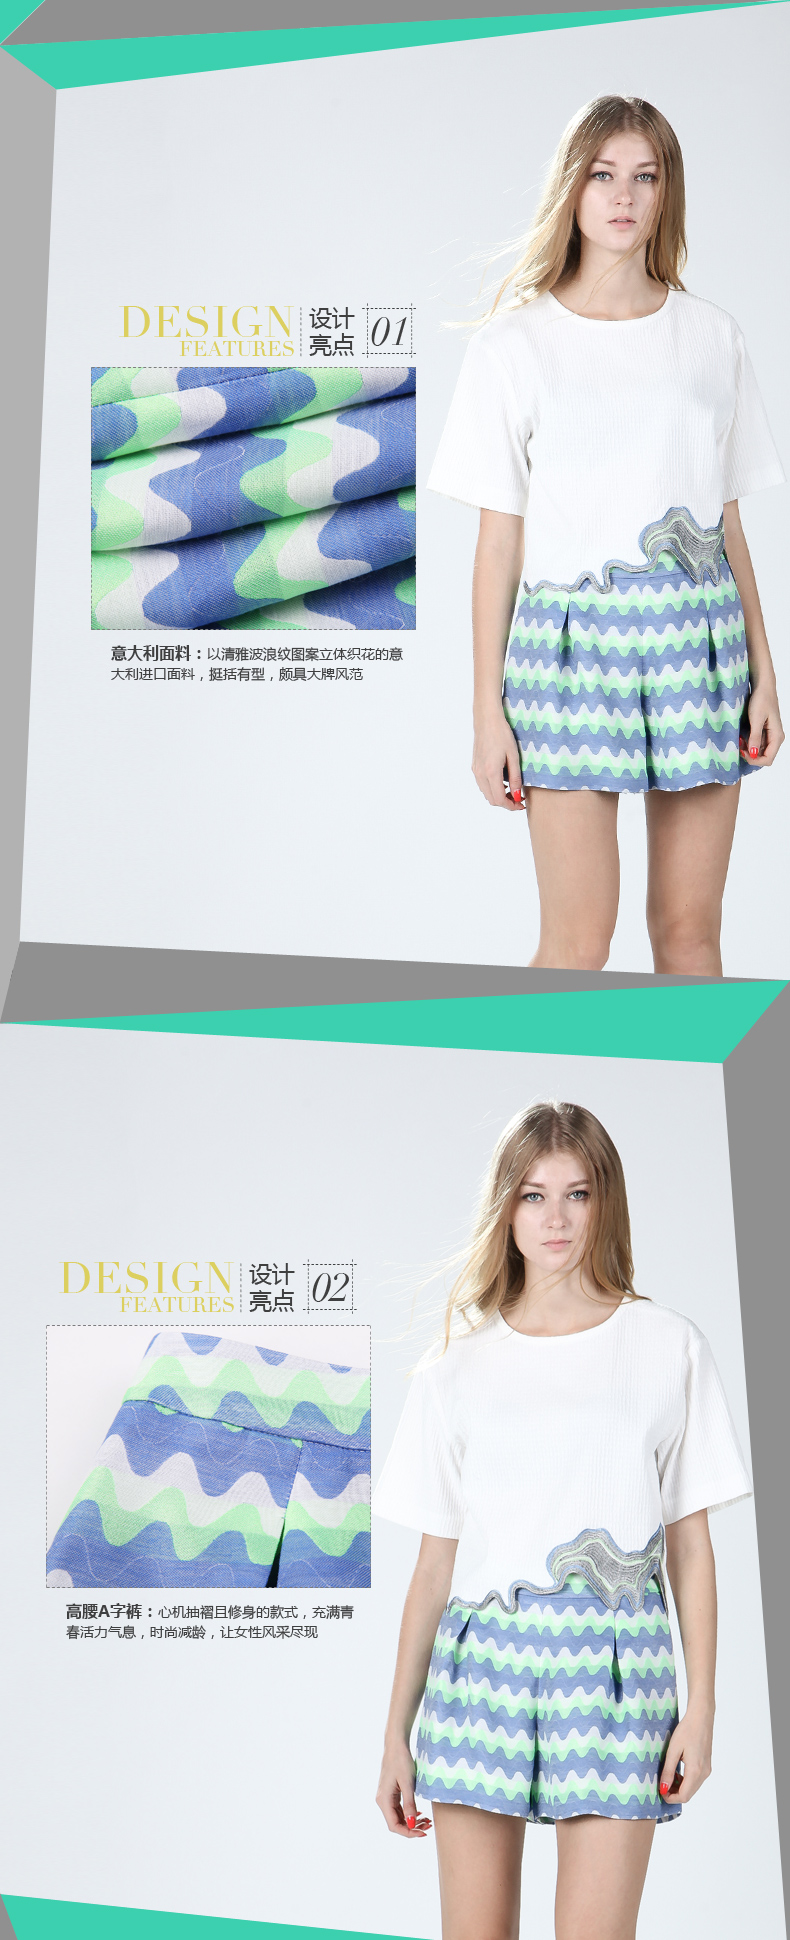 DESIGN
FEATURES
设计
亮点
01
意大利面料：以清雅波浪纹图案立体织花的意
大利进口面料，挺括有型，颇具大牌风范
DESIGN
FEATURES
设计
亮点
02
高腰A字裤：心机抽褶且修身的款式，充满青
春活力气息，时尚减龄，让女性风采尽现